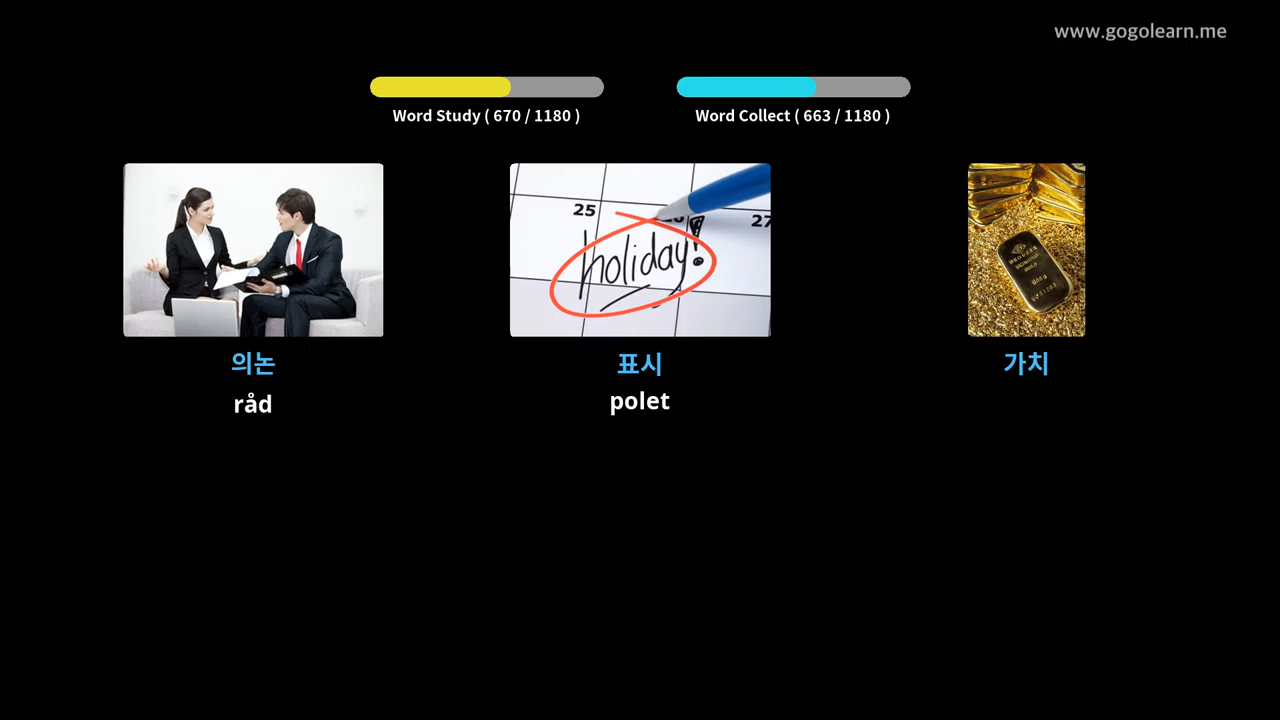 www.gogolearn.me
Word Study ( 670 / 1180 )
Word Collect ( 663 / 1180 )
25
27
holiday!
의논
표시
가치
råd
polet